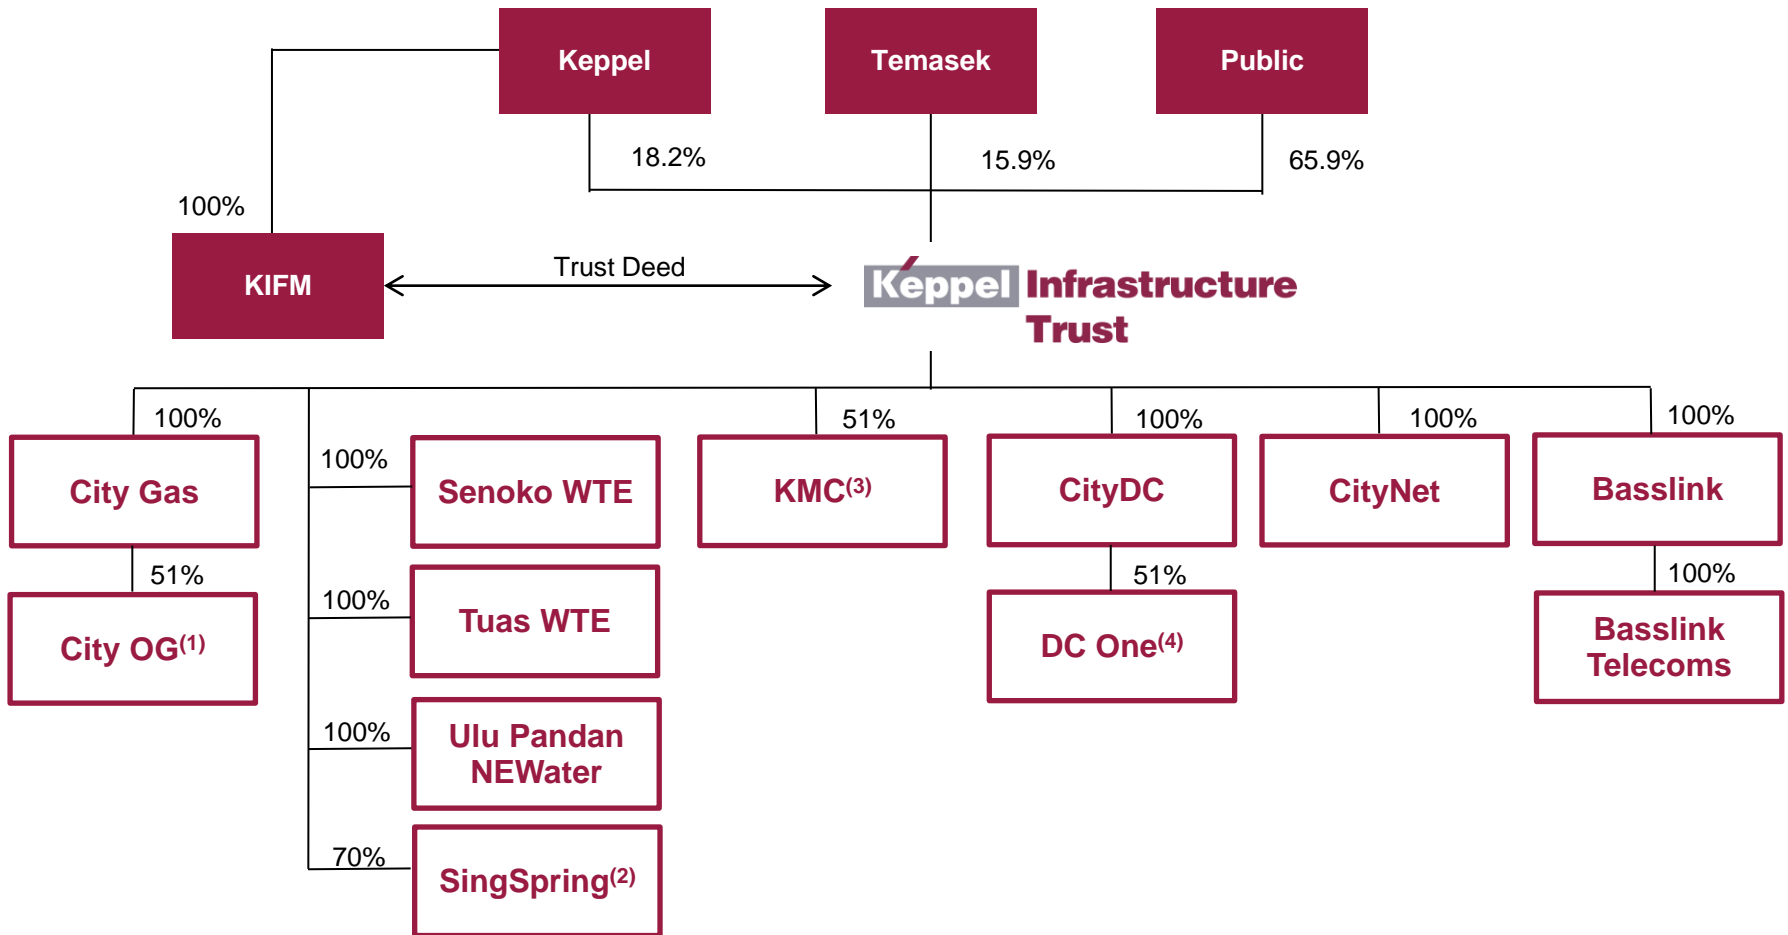 Keppel
Temasek
Public
18.2%
15.9%
65.9%
100%
KIFM
Trust Deed
Keppel Infrastructure
Trust
100%
51%
100%
100%
100%
City Gas
100%
Senoko WTE
KMC(3)
CityDC
CityNet
Basslink
51%
51%
100%
City OG(1)
100%
Tuas WTE
DC One(4)
Basslink
Telecoms
100%
Ulu Pandan
NEWater
70%
SingSpring(2)